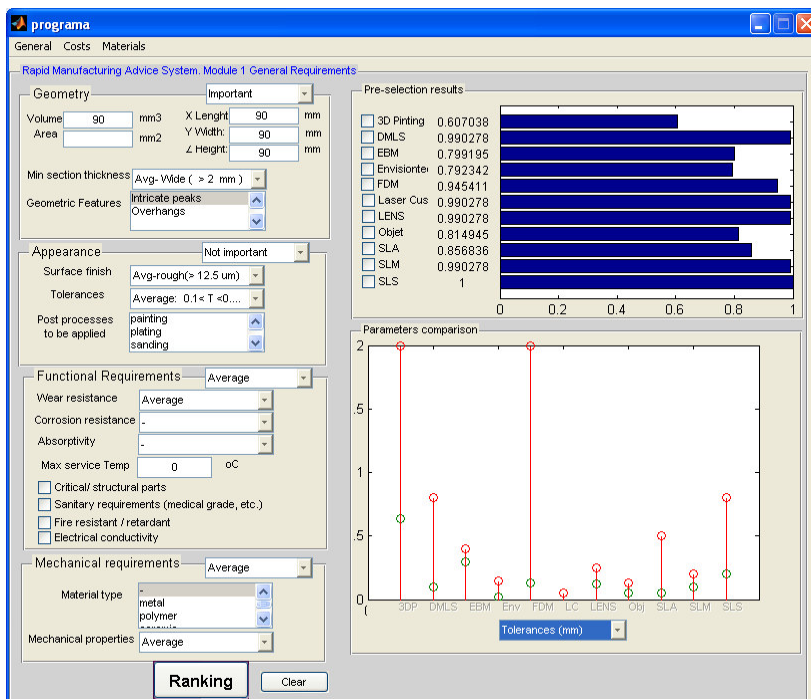 programa
General Costs Materials
Rapid Manufacturing Advice System. Module 1 General Requirements
Geometry
Important
Volume 90 mm3
Area mm2
X Lenght 90 mm
Y Width: 90 mm
Z Height: 90 mm
Min section thickness Avg- Wide ( > 2 mm )
Geometric Features
Intricate peaks
Overhangs
Appearance
Not important
Surface finish Avg-rough(> 12.5 um)
Tolerances Average: 0.1< T <0....
Post processes
to be applied
painting
plating
sanding
Functional Requirements
Average
Wear resistance Average
Corrosion resistance -
Absorptivity -
Max service Temp 0 oC
Critical/ structural parts
Sanitary requirements (medical grade, etc.)
Fire resistant / retardant
Electrical conductivity
Mechanical requirements
Average
Material type
-
metal
polymer
Mechanical properties Average
Ranking
Clear
Pre-selection results
3D Pinting 0.607038
DMLS 0.990278
EBM 0.799195
Envisiontec 0.792342
FDM 0.945411
Laser Cus 0.990278
LENS 0.990278
Objet 0.814945
SLA 0.856836
SLM 0.990278
SLS 1
0 0.2 0.4 0.6 0.8 1
Parameters comparison
2
.5
1
.5
(
3DP DMLS EBM Env FDM LC LENS Obj SLA SLM SLS
Tolerances (mm)